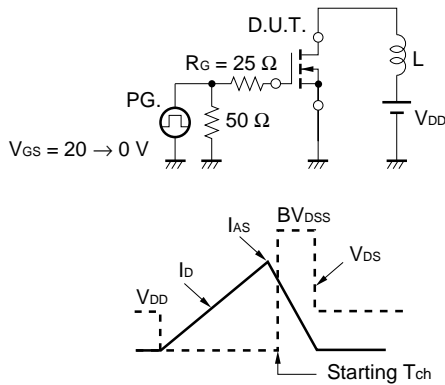 D.U.T.
RG = 25 Ω
L
PG.
50 Ω
VDD
VGS = 20 → 0 V
BVDSS
IAS
ID
VDS
VDD
Starting Tch